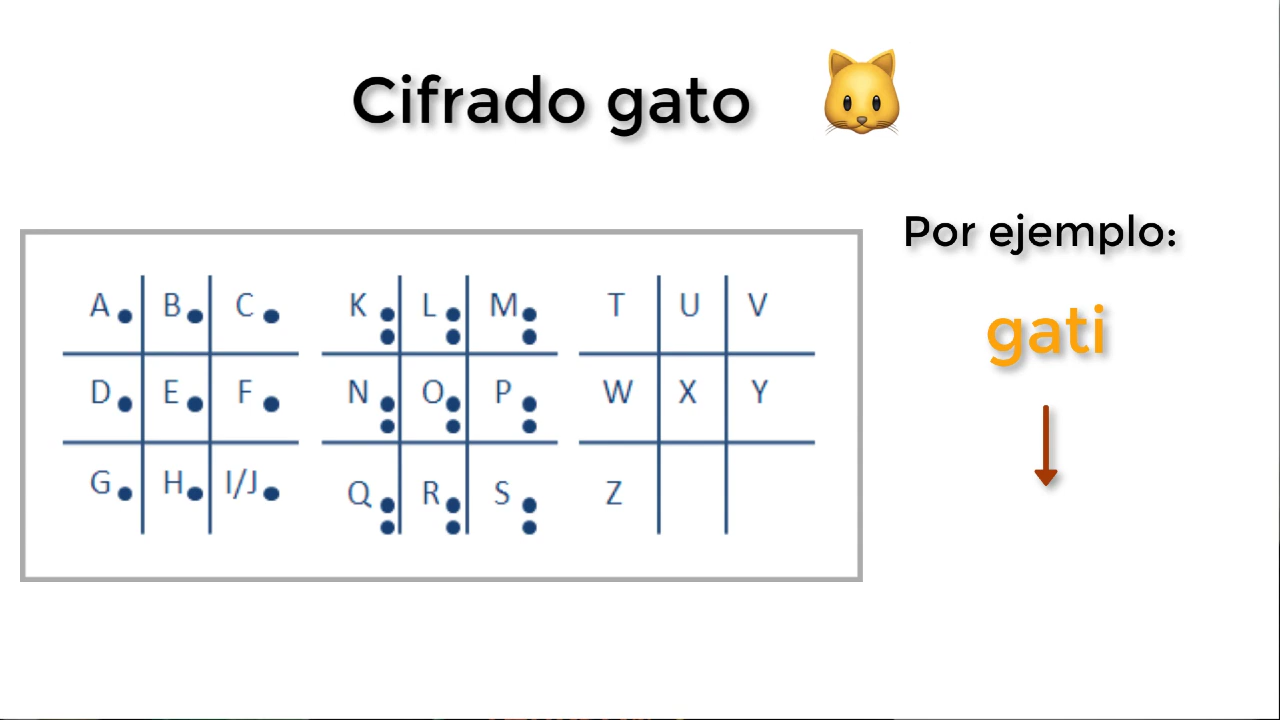 Cifrado gato
Por ejemplo:
gati
A B C K L M T U V
D E F N O P W X Y
G H I/J Q R S Z